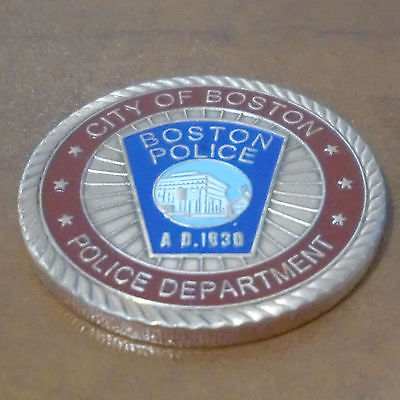 CITY OF BOSTON
BOSTON
POLICE
A D.1630
POLICE DEPARTMENT